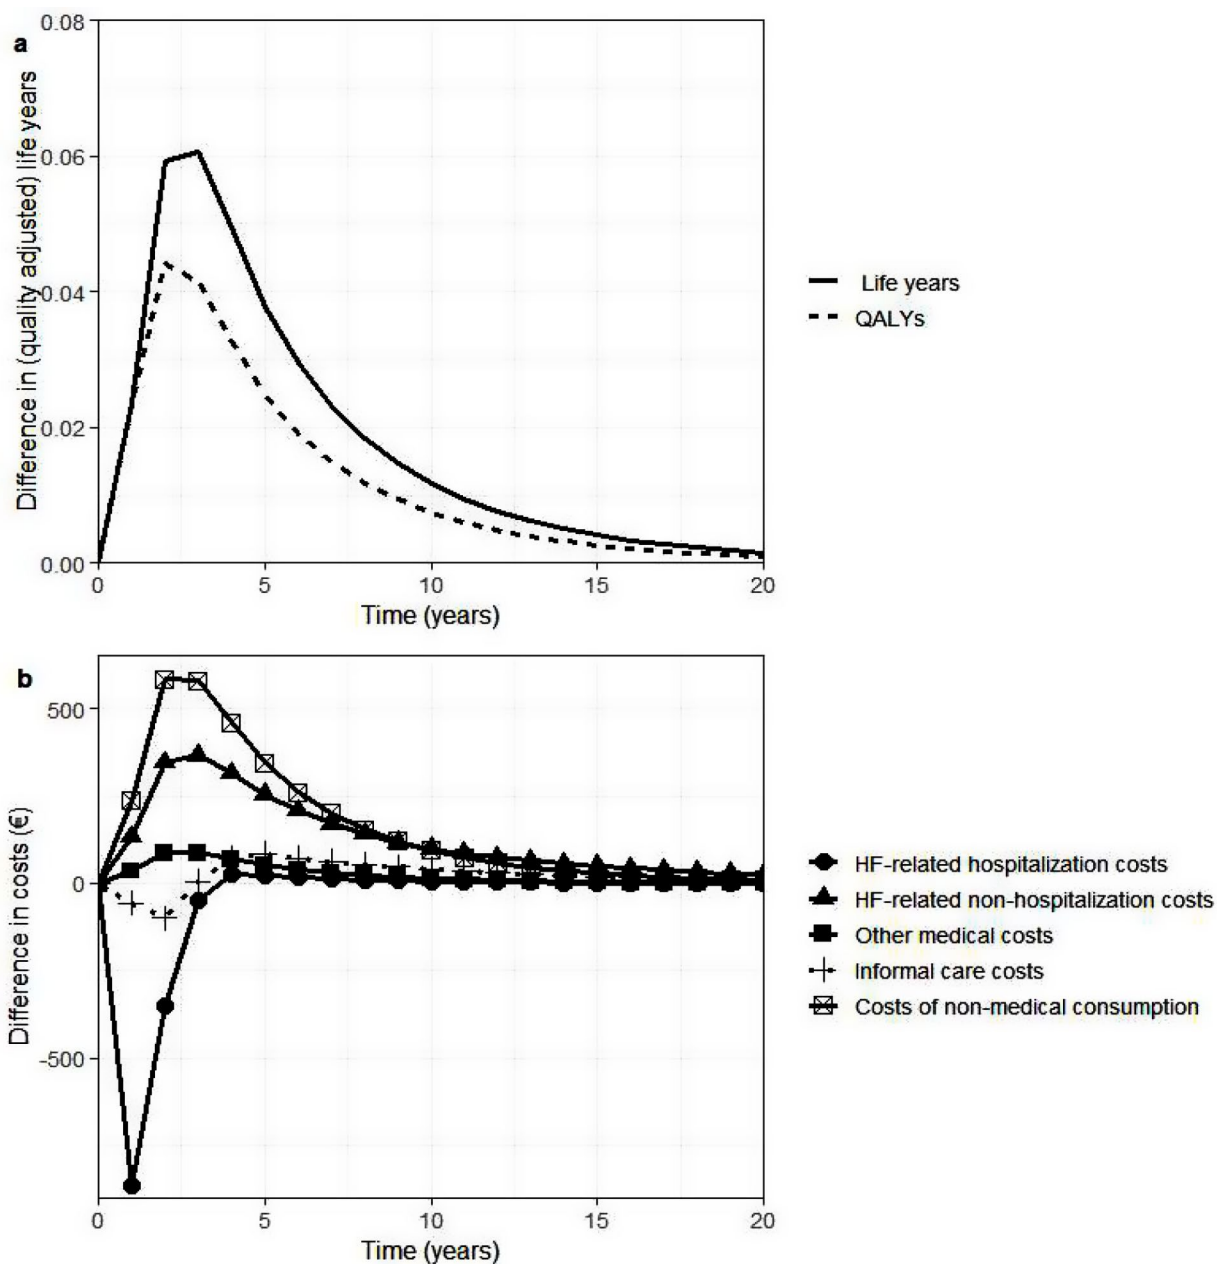 a
Difference in (quality adjusted) life years
0.08
0.06
0.04
0.02
0.00
0 5 10 15 20
Time (years)
Life years
QALYs
b
Difference in costs (€)
500
0
-500
0 5 10 15 20
Time (years)
HF-related hospitalization costs
HF-related non-hospitalization costs
Other medical costs
Informal care costs
Costs of non-medical consumption